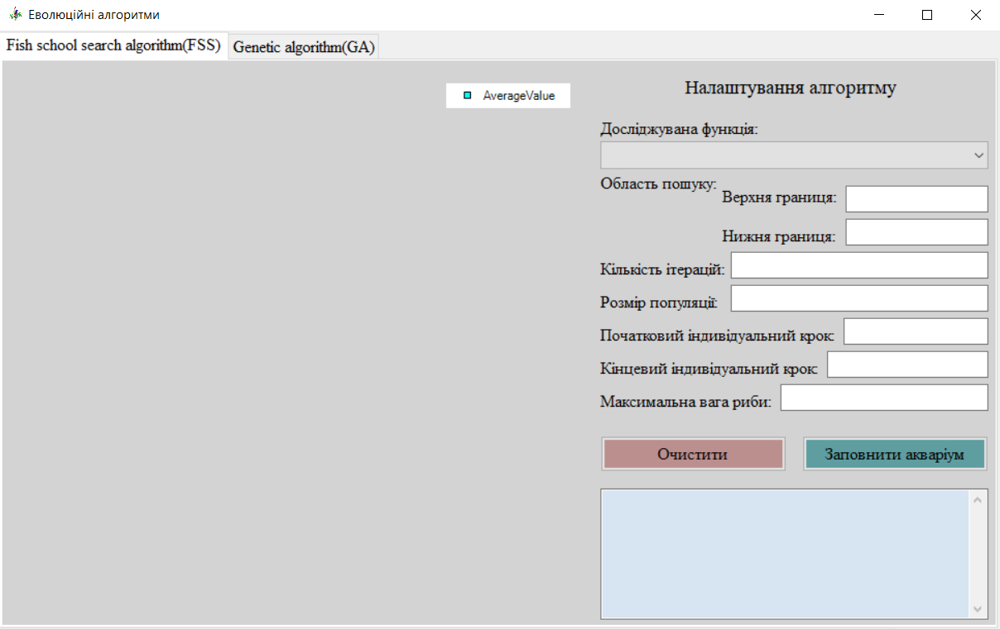 Еволюційні алгоритми
Fish school search algorithm(FSS)
Genetic algorithm(GA)
AverageValue
Налаштування алгоритму
Досліджувана функція:
Область пошуку:
Верхня границя:
Нижня границя:
Кількість ітерацій:
Розмір популяції:
Початковий індивідуальний крок:
Кінцевий індивідуальний крок:
Максимальна вага риби:
Очистити
Заповнити акваріум